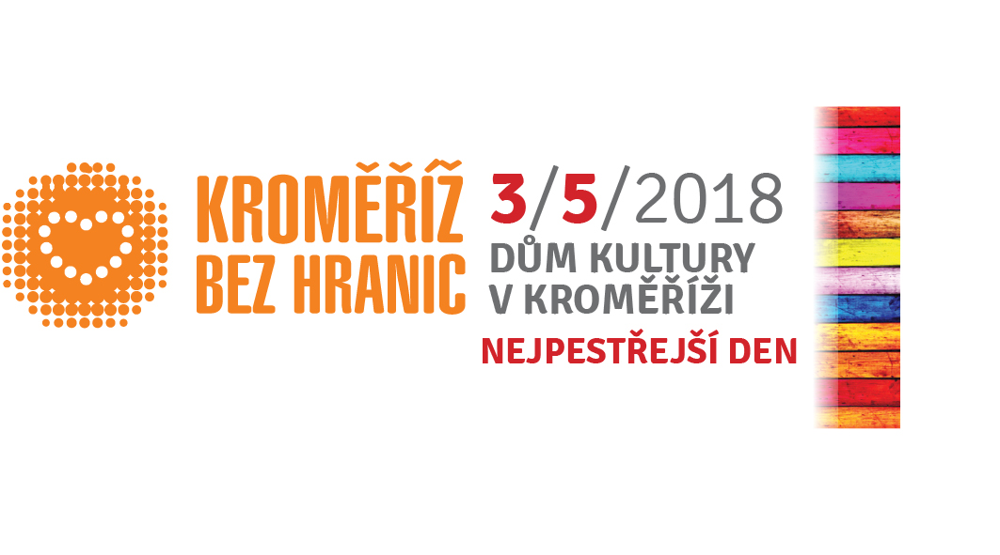 KROMĚŘÍŽ
BEZ HRANIC
3/5/2018
DŮM KULTURY
V KROMĚŘÍŽI
NEJPESTŘEJŠÍ DEN